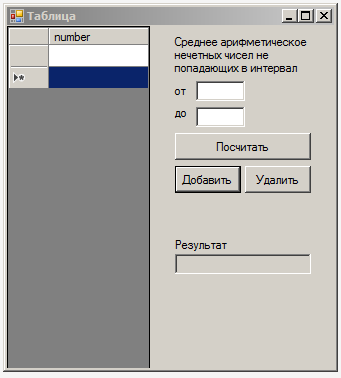 Таблица
number
Среднее арифметическое
нечетных чисел не
попадающих в интервал
от
до
Посчитать
Добавить
Удалить
Результат